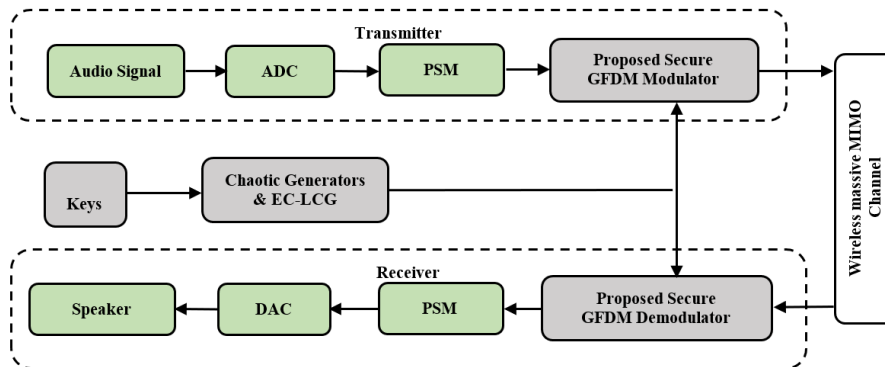 Transmitter
Audio Signal
ADC
PSM
Proposed Secure
GFDM Modulator
Wireless massive MIMO
Channel
Keys
Chaotic Generators
& EC-LCG
Receiver
Speaker
DAC
PSM
Proposed Secure
GFDM Demodulator